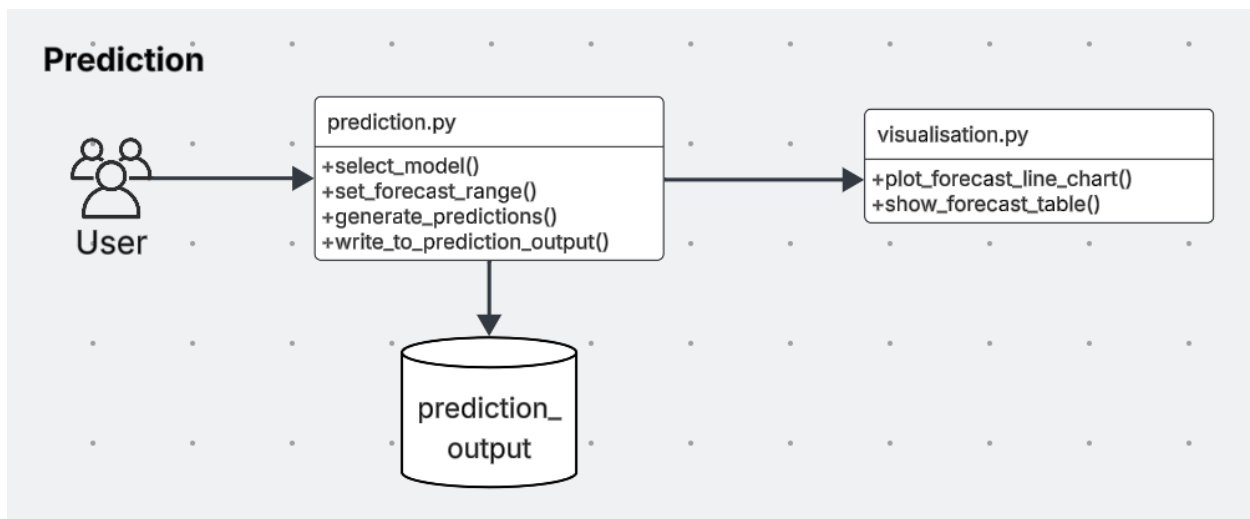 Prediction
User
prediction.py
+select_model()
+set_forecast_range()
+generate_predictions()
+write_to_prediction_output()
visualisation.py
+plot_forecast_line_chart()
+show_forecast_table()
prediction_
output